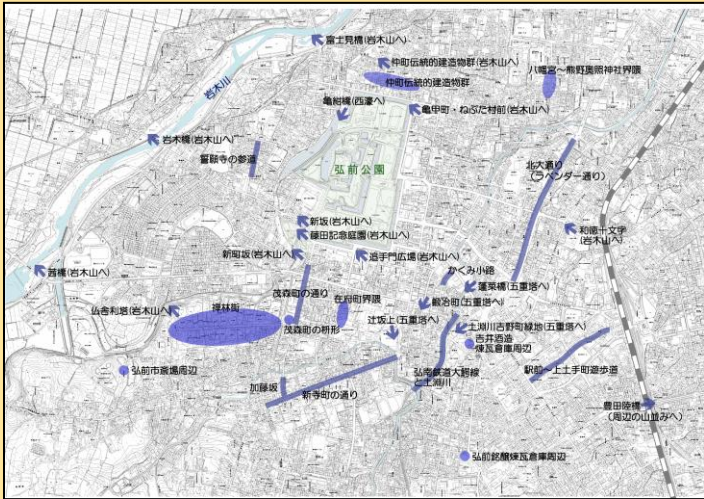 富士見橋(岩木山へ)
仲町伝統的建造物群(岩木山へ)
仲町伝統的建造物群
八幡宮～熊野奥照神社界隈
岩木川
亀紺橋(西濠へ)
亀甲町・ねぷた村前(岩木山へ)
岩木橋(岩木山へ)
誓願寺の参道
弘前公園
北大通り
(ラベンダー通り)
新坂(岩木山へ)
藤田記念庭園(岩木山へ)
和徳十文字
(岩木山へ)
新町坂(岩木山へ)
追手門広場(岩木山へ)
茜橋(岩木山へ)
かくみ小路
蓬莱橋(五重塔へ)
茂森町の通り
在府町界隈
鍛冶町(五重塔へ)
仏舎利塔(岩木山へ)
禅林街
茂森町の枡形
辻坂上(五重塔へ)
土淵川吉野町緑地(五重塔へ)
吉井酒造
煉瓦倉庫周辺
弘前市斎場周辺
加藤坂
新寺町の通り
弘南鉄道大鰐線
と土淵川
駅前～上土手町遊歩道
豊田陸橋
(周辺の山並みへ)
弘前銘醸煉瓦倉庫周辺